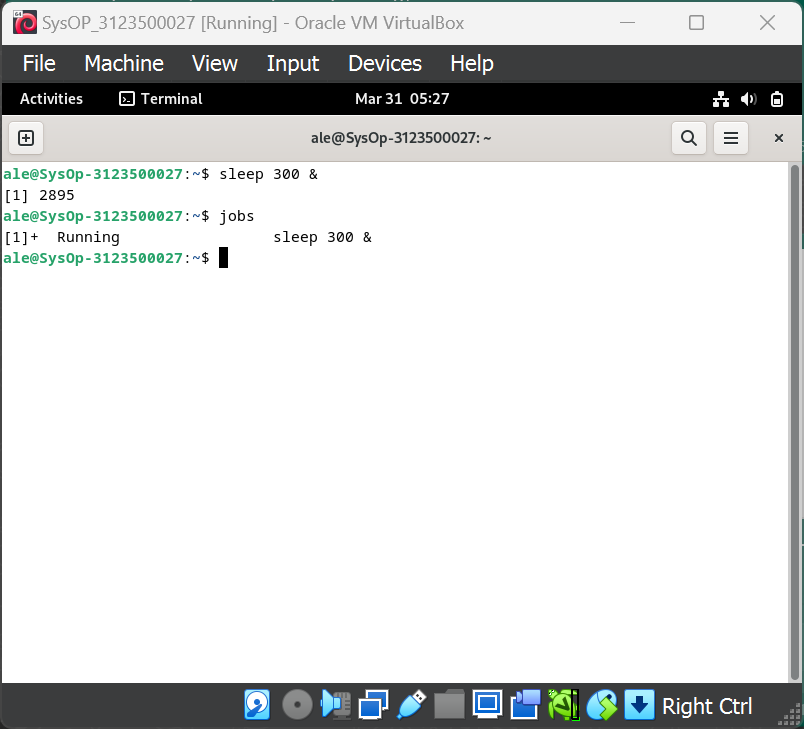 SysOP_3123500027 [Running] - Oracle VM VirtualBox
File Machine View Input Devices Help
Activities Terminal Mar 31 05:27
ale@SysOp-3123500027: ~
ale@SysOp-3123500027:~$ sleep 300 &
[1] 2895
ale@SysOp-3123500027:~$ jobs
[1]+  Running                 sleep 300 &
ale@SysOp-3123500027:~$
Right Ctrl